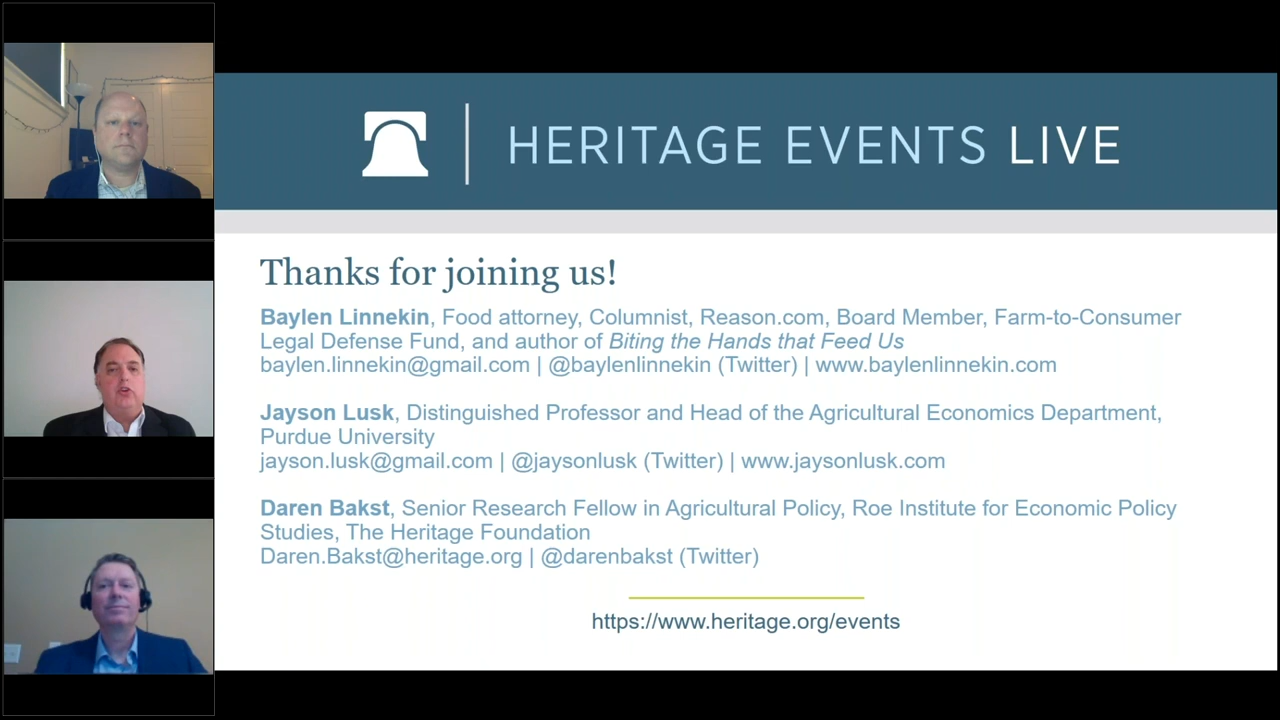 HERITAGE EVENTS LIVE
Thanks for joining us!
Baylen Linnekin, Food attorney, Columnist, Reason.com, Board Member, Farm-to-Consumer
Legal Defense Fund, and author of Biting the Hands that Feed Us
baylen.linnekin@gmail.com | @baylenlinnekin (Twitter) | www.baylenlinnekin.com
Jayson Lusk, Distinguished Professor and Head of the Agricultural Economics Department,
Purdue University
jayson.lusk@gmail.com | @jaysonlusk (Twitter) | www.jaysonlusk.com
Daren Bakst, Senior Research Fellow in Agricultural Policy, Roe Institute for Economic Policy
Studies, The Heritage Foundation
Daren.Bakst@heritage.org | @darenbakst (Twitter)
https://www.heritage.org/events